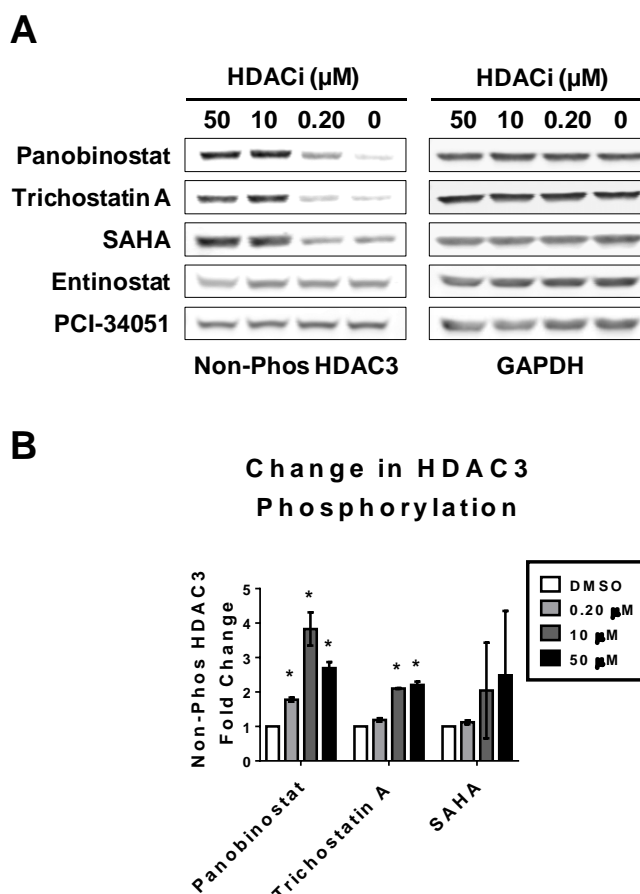 A
HDACi (µM) HDACi (µM)
50 10 0.20 0 50 10 0.20 0
Panobinostat
Trichostatin A
SAHA
Entinostat
PCI-34051
Non-Phos HDAC3 GAPDH
B
Change in HDAC3
Phosphorylation
Non-Phos HDAC3
Fold Change
5
4
3
2
1
0
* * *
* *
DMSO
0.20 µM
10 µM
50 µM
Panobinostat
Trichostatin A
SAHA